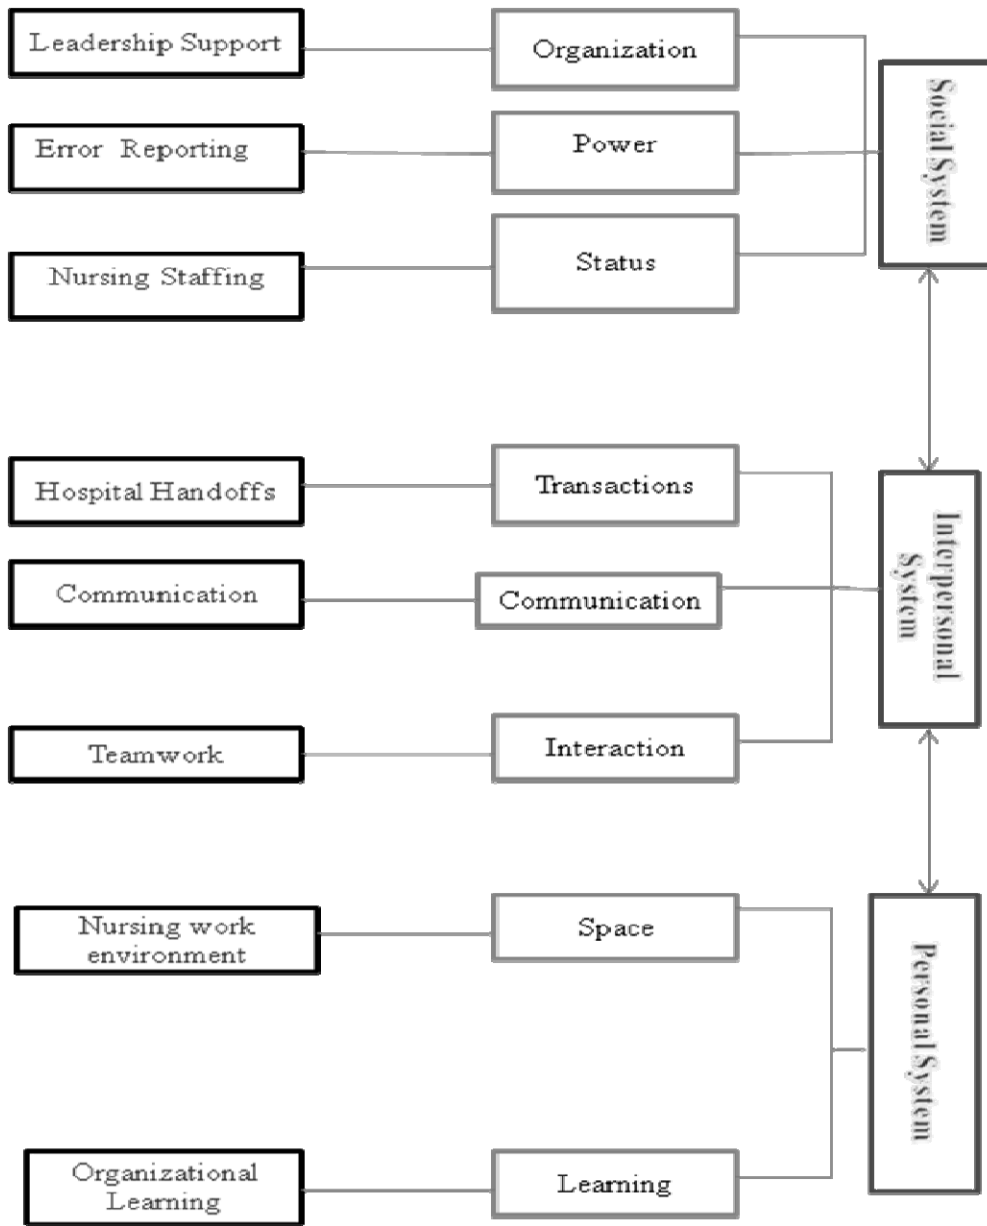 Leadership Support
Organization
Social System
Error Reporting
Power
Nursing Staffing
Status
Hospital Handoffs
Transactions
Interpersonal
System
Communication
Communication
Teamwork
Interaction
Nursing work
environment
Space
Personal System
Organizational
Learning
Learning